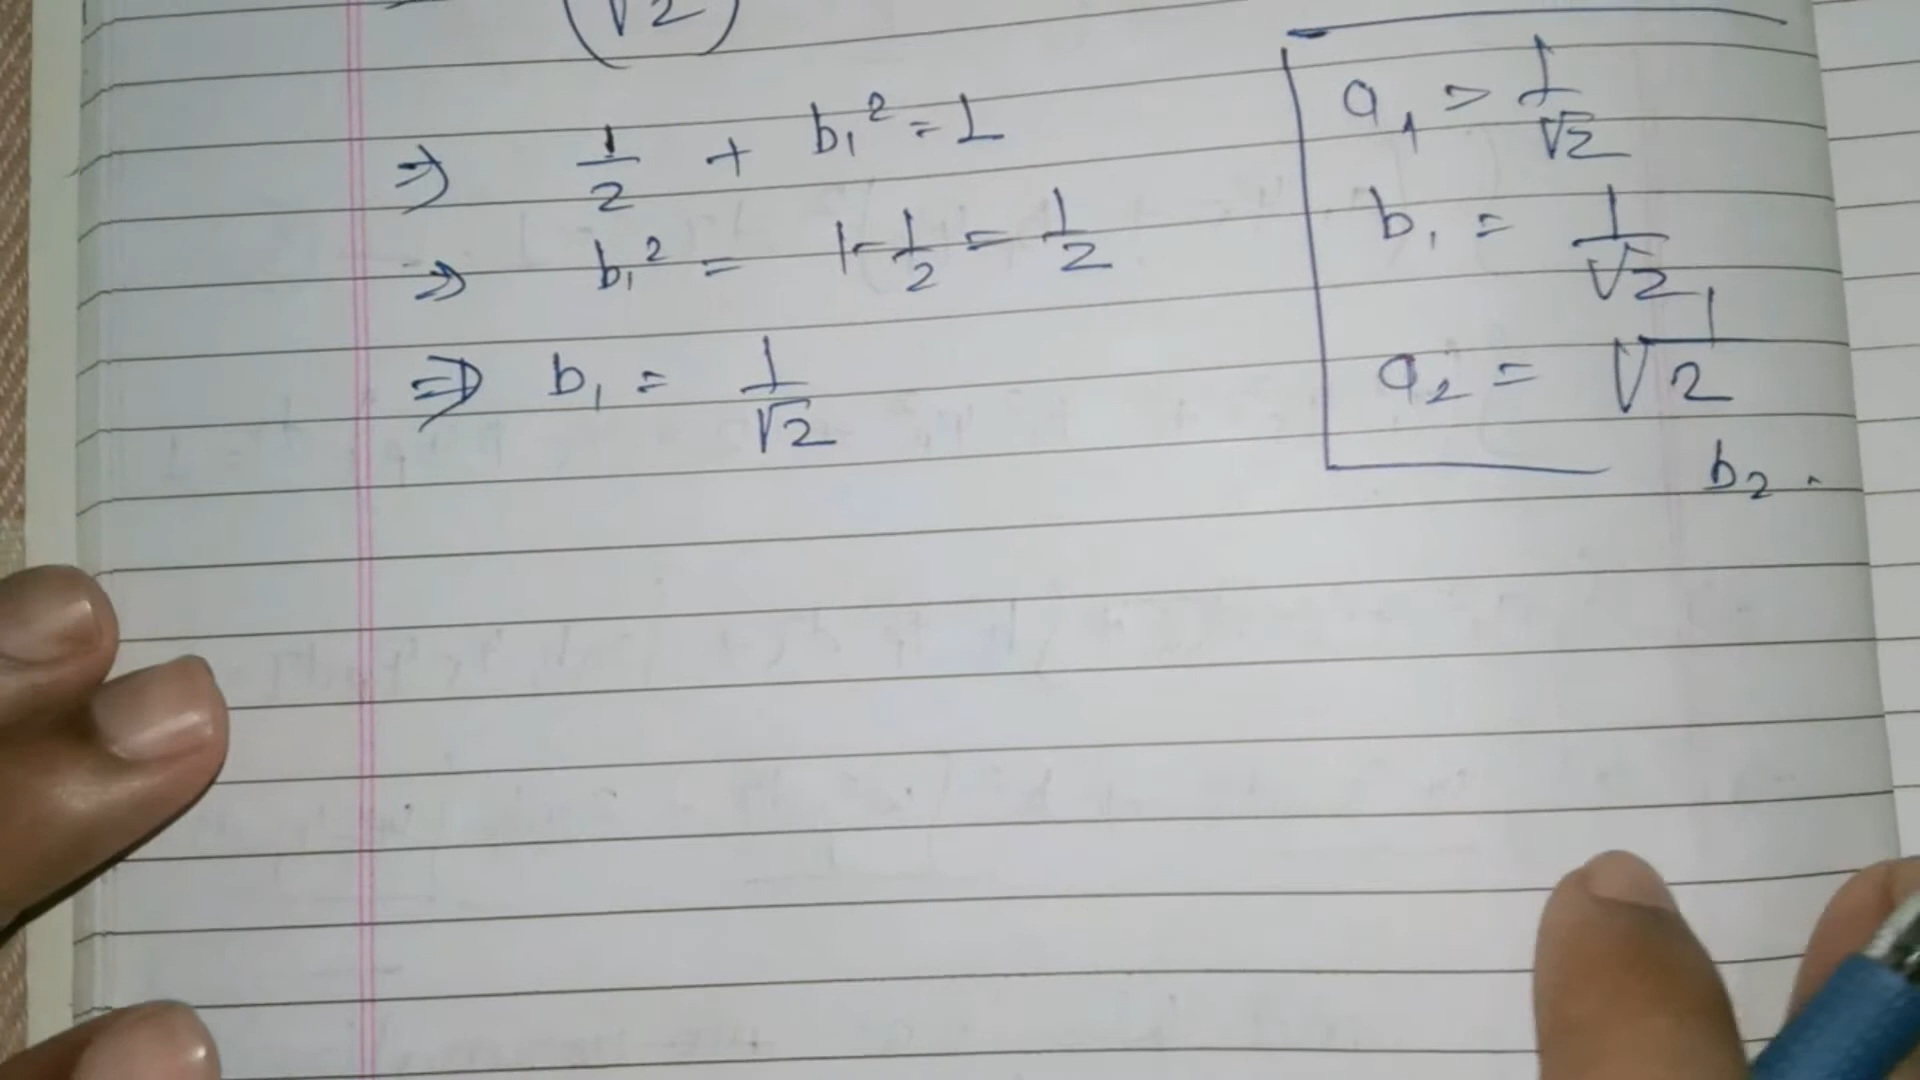 √2
⇒ 1/2 + b₁² = 1
⇒ b₁² = 1 - 1/2 = 1/2
⇒ b₁ = 1/√2
a₁ = 1/√2
b₁ = 1/√2
a₂ = 1/√2
b₂ -